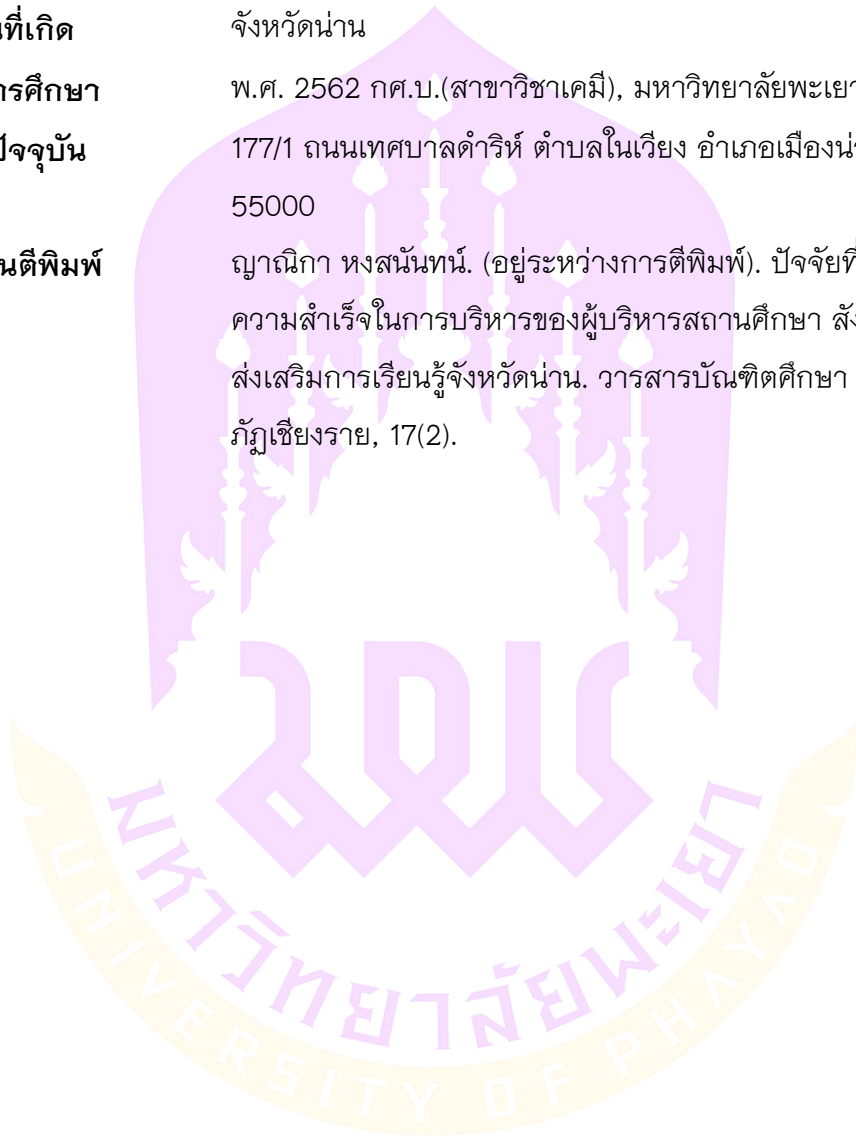 ที่เกิด จังหวัดน่าน
ารศึกษา พ.ศ. 2562 กศ.บ.(สาขาวิชาเคมี), มหาวิทยาลัยพะเยา
ปัจจุบัน 177/1 ถนนเทศบาลดำริห์ ตำบลในเวียง อำเภอเมืองน่
55000
นตีพิมพ์ ญาณิกา หงสนันทน์. (อยู่ระหว่างการตีพิมพ์). ปัจจัยที่
ความสำเร็จในการบริหารของผู้บริหารสถานศึกษา สัง
ส่งเสริมการเรียนรู้จังหวัดน่าน. วารสารบัณฑิตศึกษา
ภัฏเชียงราย, 17(2).
มหาวิทยาลัยพะเยา
UNIVERSITY OF PHAYAO